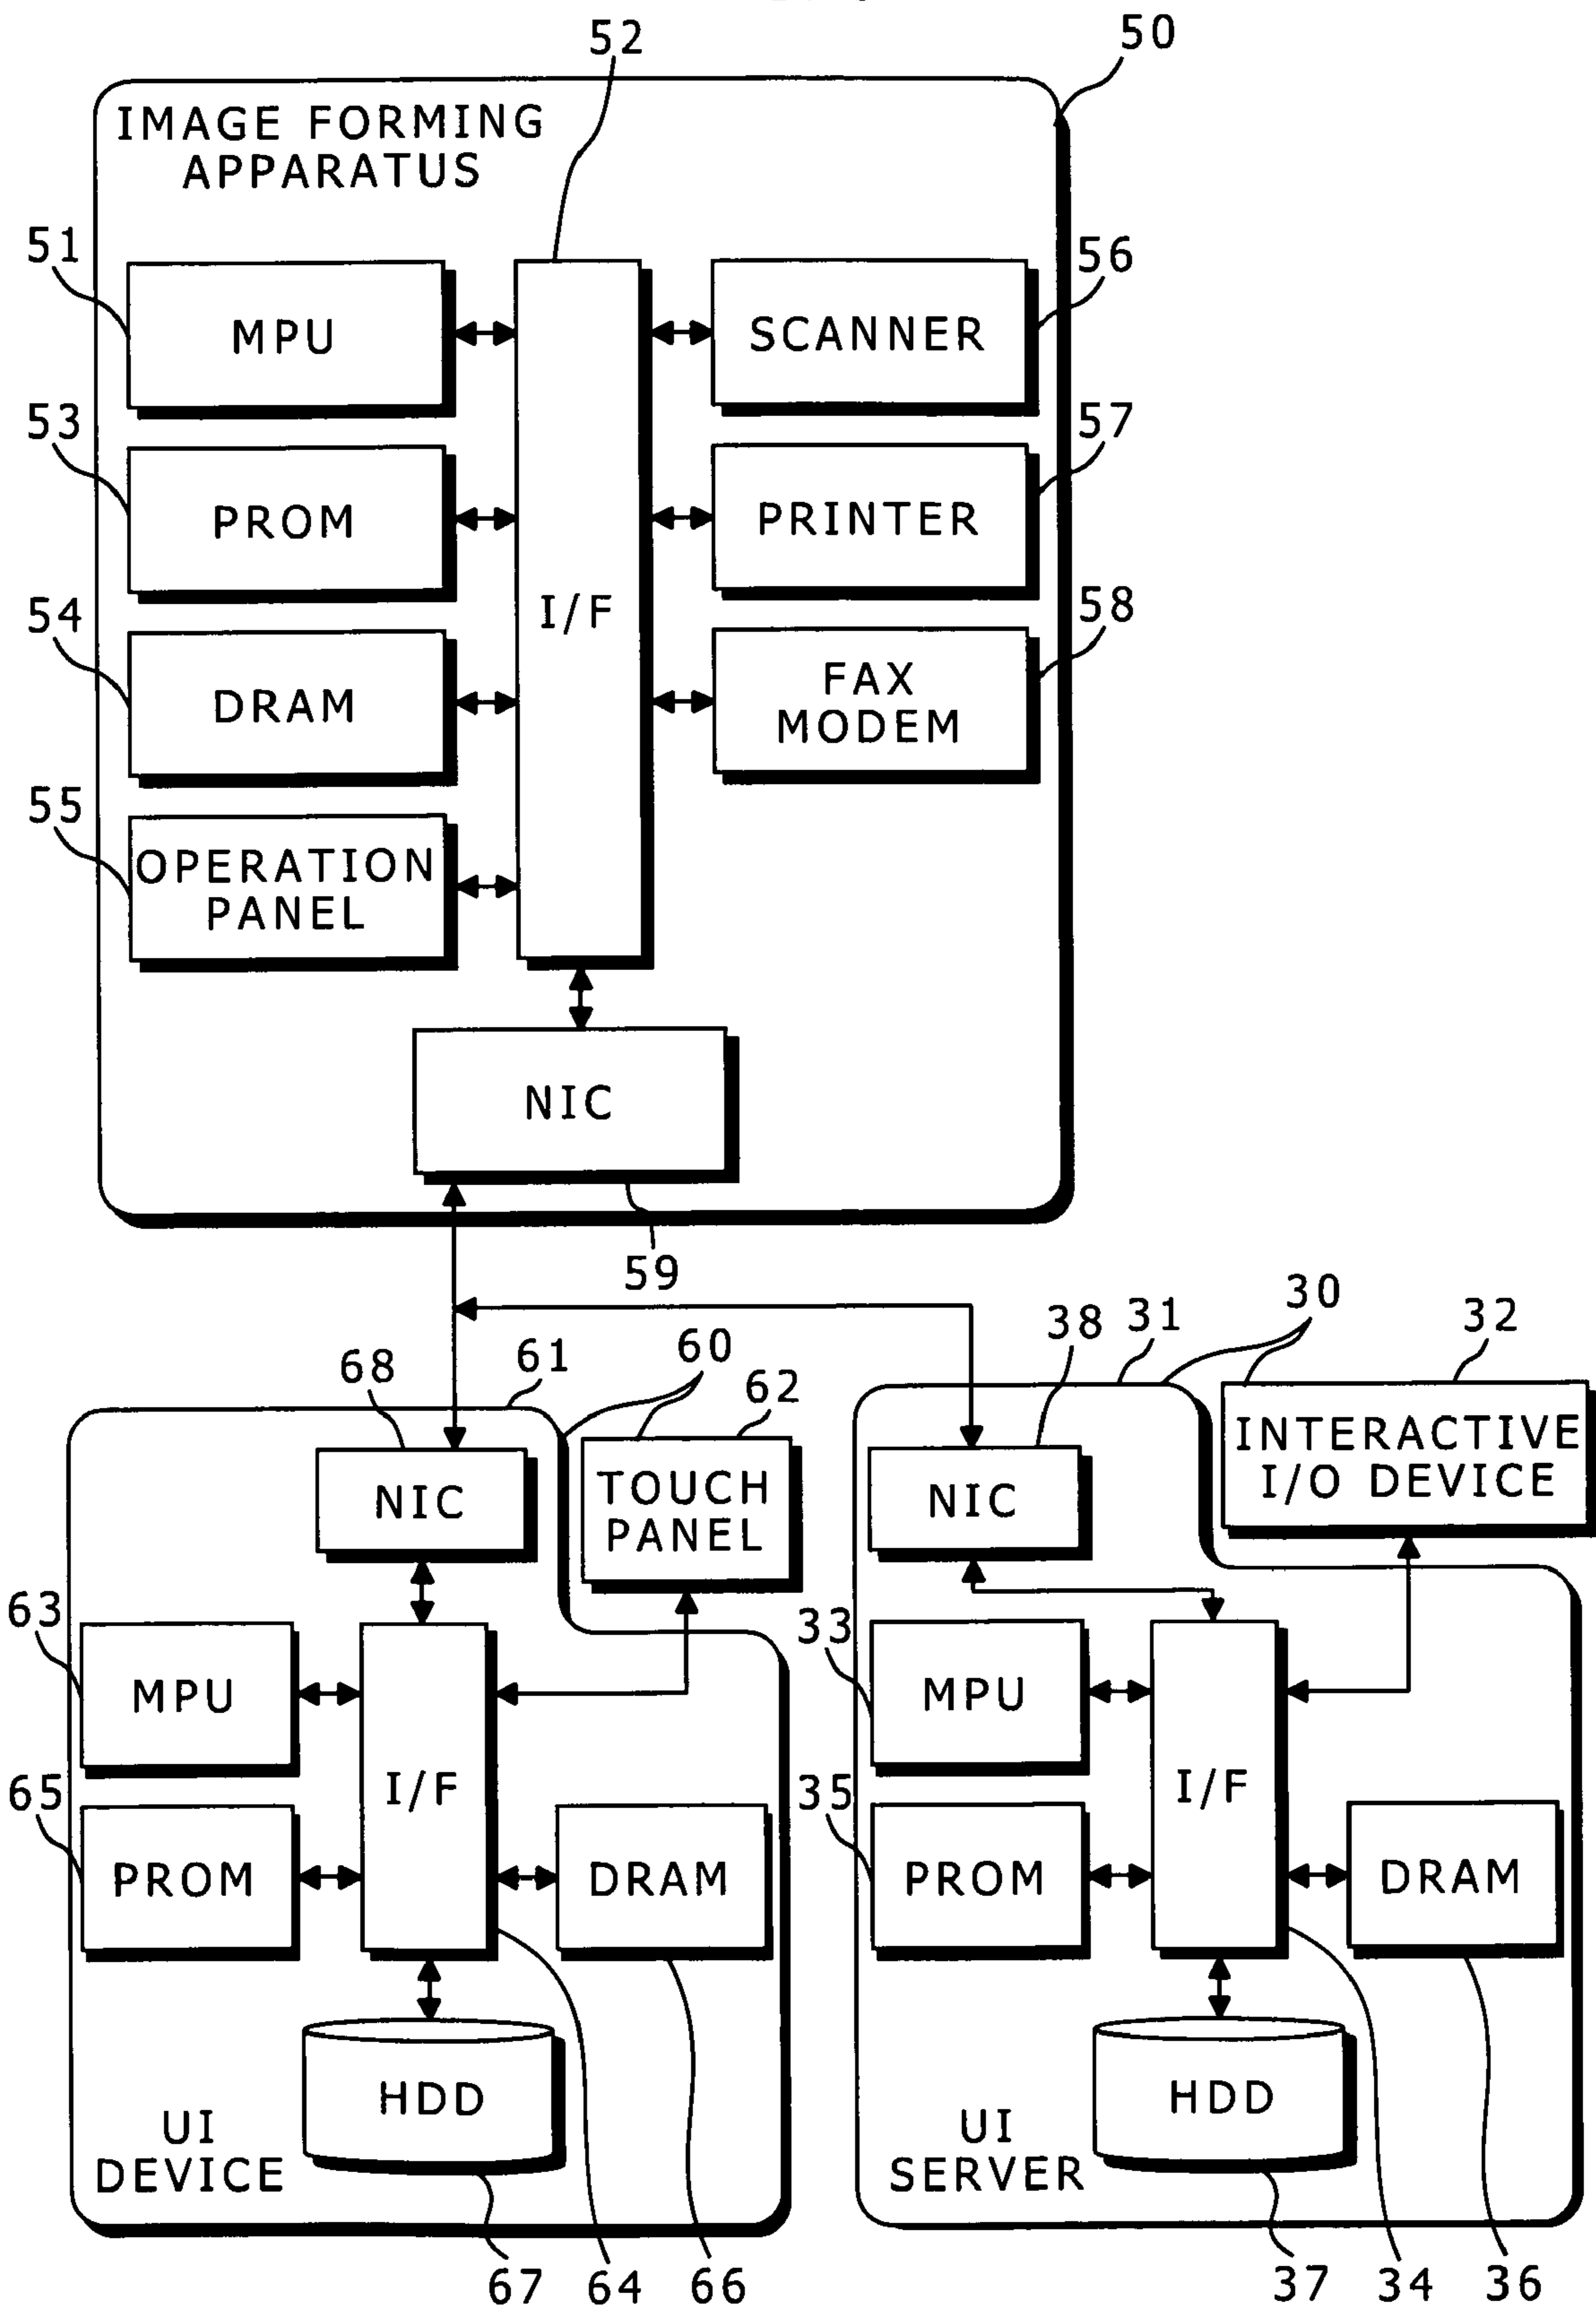 52
50
IMAGE FORMING
APPARATUS
51
MPU
56
SCANNER
53
PROM
57
PRINTER
I/F
54
DRAM
58
FAX
MODEM
55
OPERATION
PANEL
NIC
59
68
61
60
62
38
31
30
32
NIC
TOUCH
PANEL
NIC
INTERACTIVE
I/O DEVICE
63
MPU
33
MPU
I/F
I/F
65
PROM
DRAM
35
PROM
DRAM
HDD
HDD
UI
DEVICE
UI
SERVER
67
64
66
37
34
36